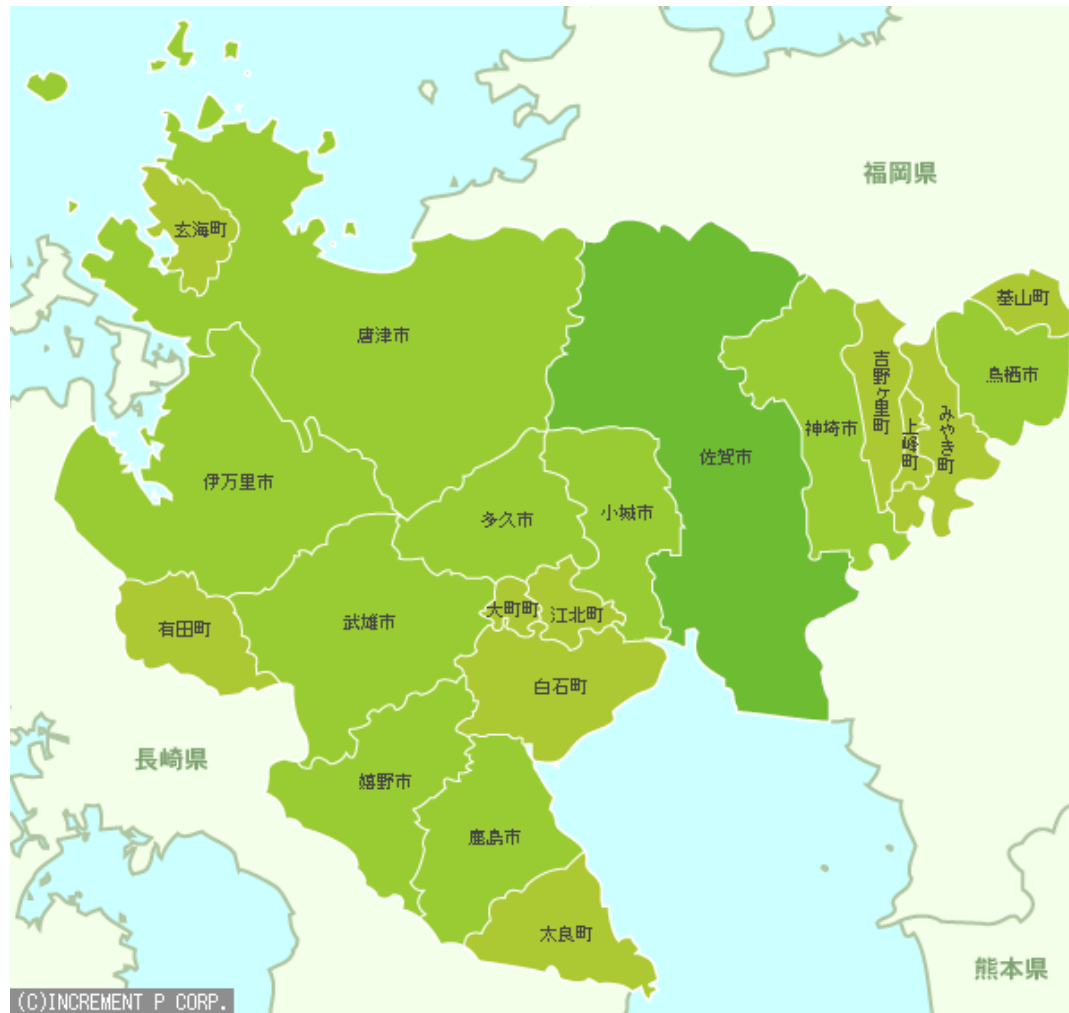 福岡県
玄海町
基山町
唐津市
鳥栖市
吉野ヶ里町
みやき町
神埼市
上峰町
佐賀市
伊万里市
多久市
小城市
大町町
江北町
武雄市
有田町
白石町
長崎県
嬉野市
鹿島市
太良町
熊本県
(C)INCREMENT P CORP.